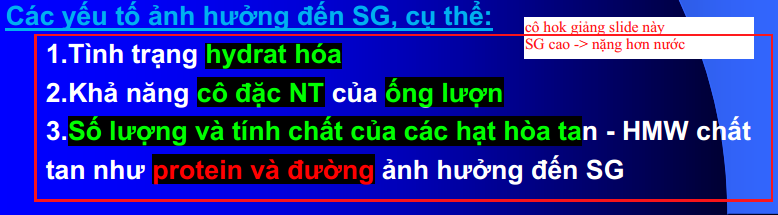 Các yếu tố ảnh hưởng đến SG, cụ thể:
cô hok giảng slide này
SG cao -> nặng hơn nước
1.Tình trạng hydrat hóa
2.Khả năng cô đặc NT của ống lượn
3.Số lượng và tính chất của các hạt hòa tan - HMW chất
tan như protein và đường ảnh hưởng đến SG